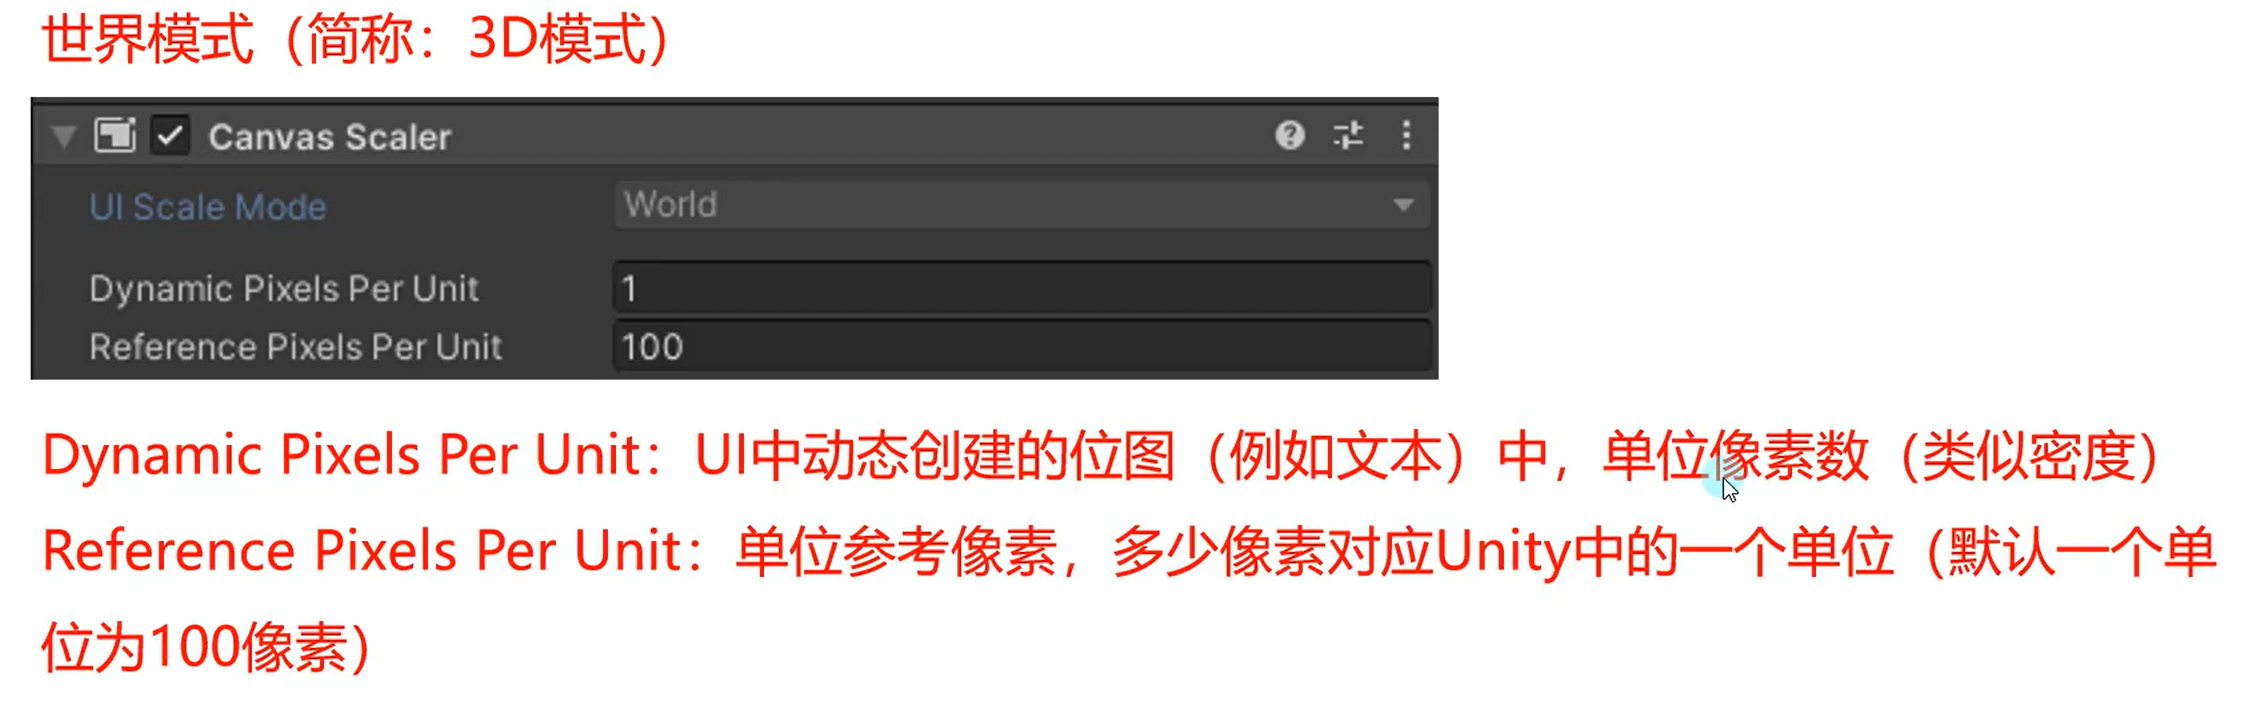 世界模式（简称：3D模式）
Canvas Scaler
UI Scale Mode World
Dynamic Pixels Per Unit 1
Reference Pixels Per Unit 100
Dynamic Pixels Per Unit：UI中动态创建的位图（例如文本）中，单位像素数（类似密度）
Reference Pixels Per Unit：单位参考像素，多少像素对应Unity中的一个单位（默认一个单
位为100像素）